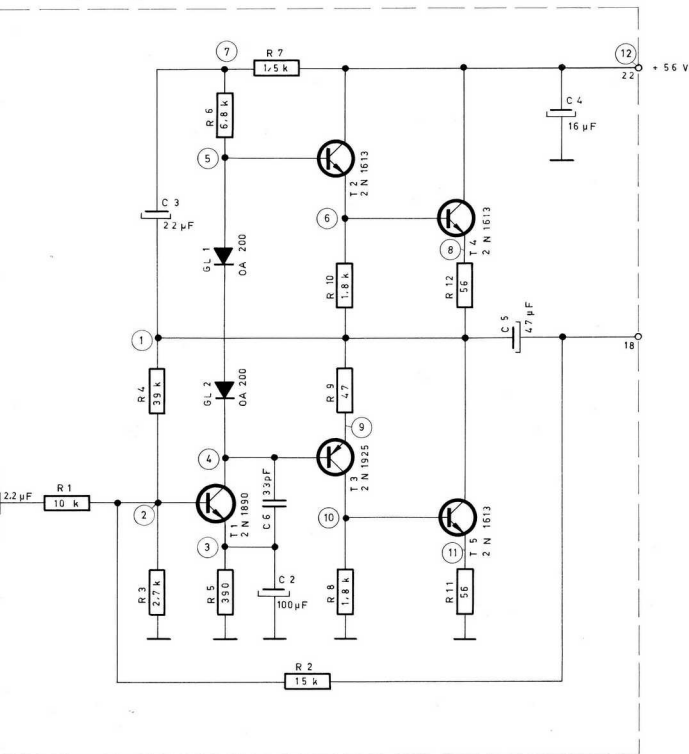 7
R 7
1,5 k
12
22
+ 56 V
R 6
6,8 k
C 4
16 µF
5
T 2
2 N 1613
C 3
22 µF
6
T 4
2 N 1613
8
GL 1
OA 200
R 10
1,8 k
R 12
56
C 5
47 µF
1
18
R 4
39 k
GL 2
OA 200
R 9
47
9
4
33pF
C 6
T 3
2 N 1925
2,2 µF
R 1
10 k
2
T 1
2 N 1890
10
T 5
2 N 1613
3
11
R 3
2,7 k
R 5
390
C 2
100 µF
R 8
1,8 k
R 11
56
R 2
15 k